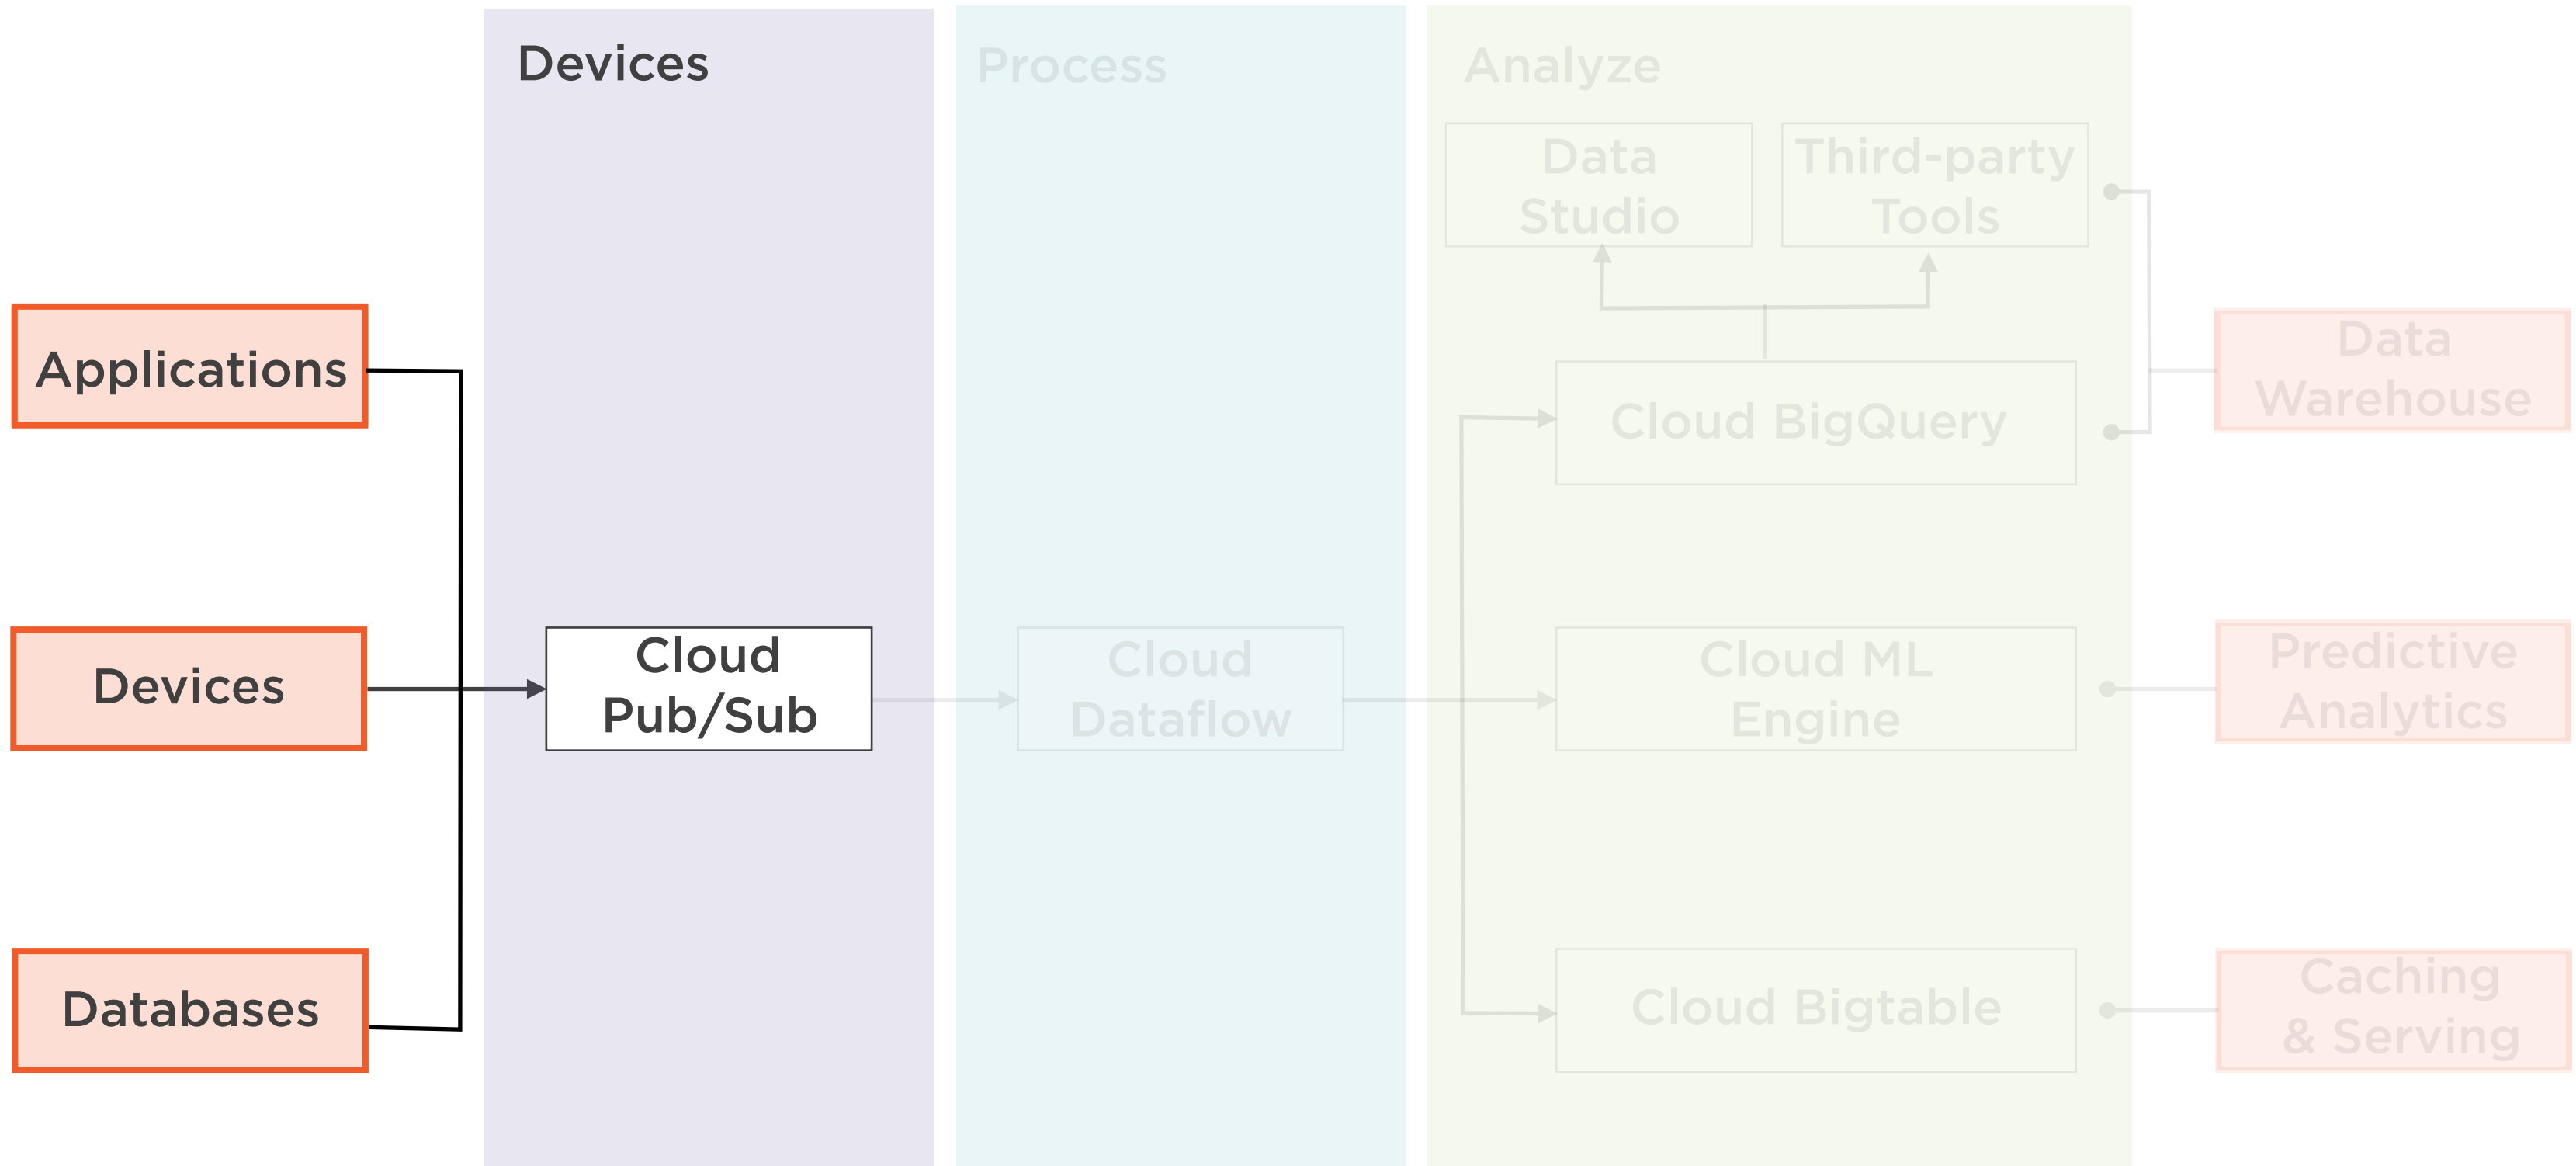 Devices
Process
Analyze
Data
Studio
Third-party
Tools
Applications
Cloud BigQuery
Data
Warehouse
Devices
Cloud
Pub/Sub
Cloud
Dataflow
Cloud ML
Engine
Predictive
Analytics
Databases
Cloud Bigtable
Caching
& Serving